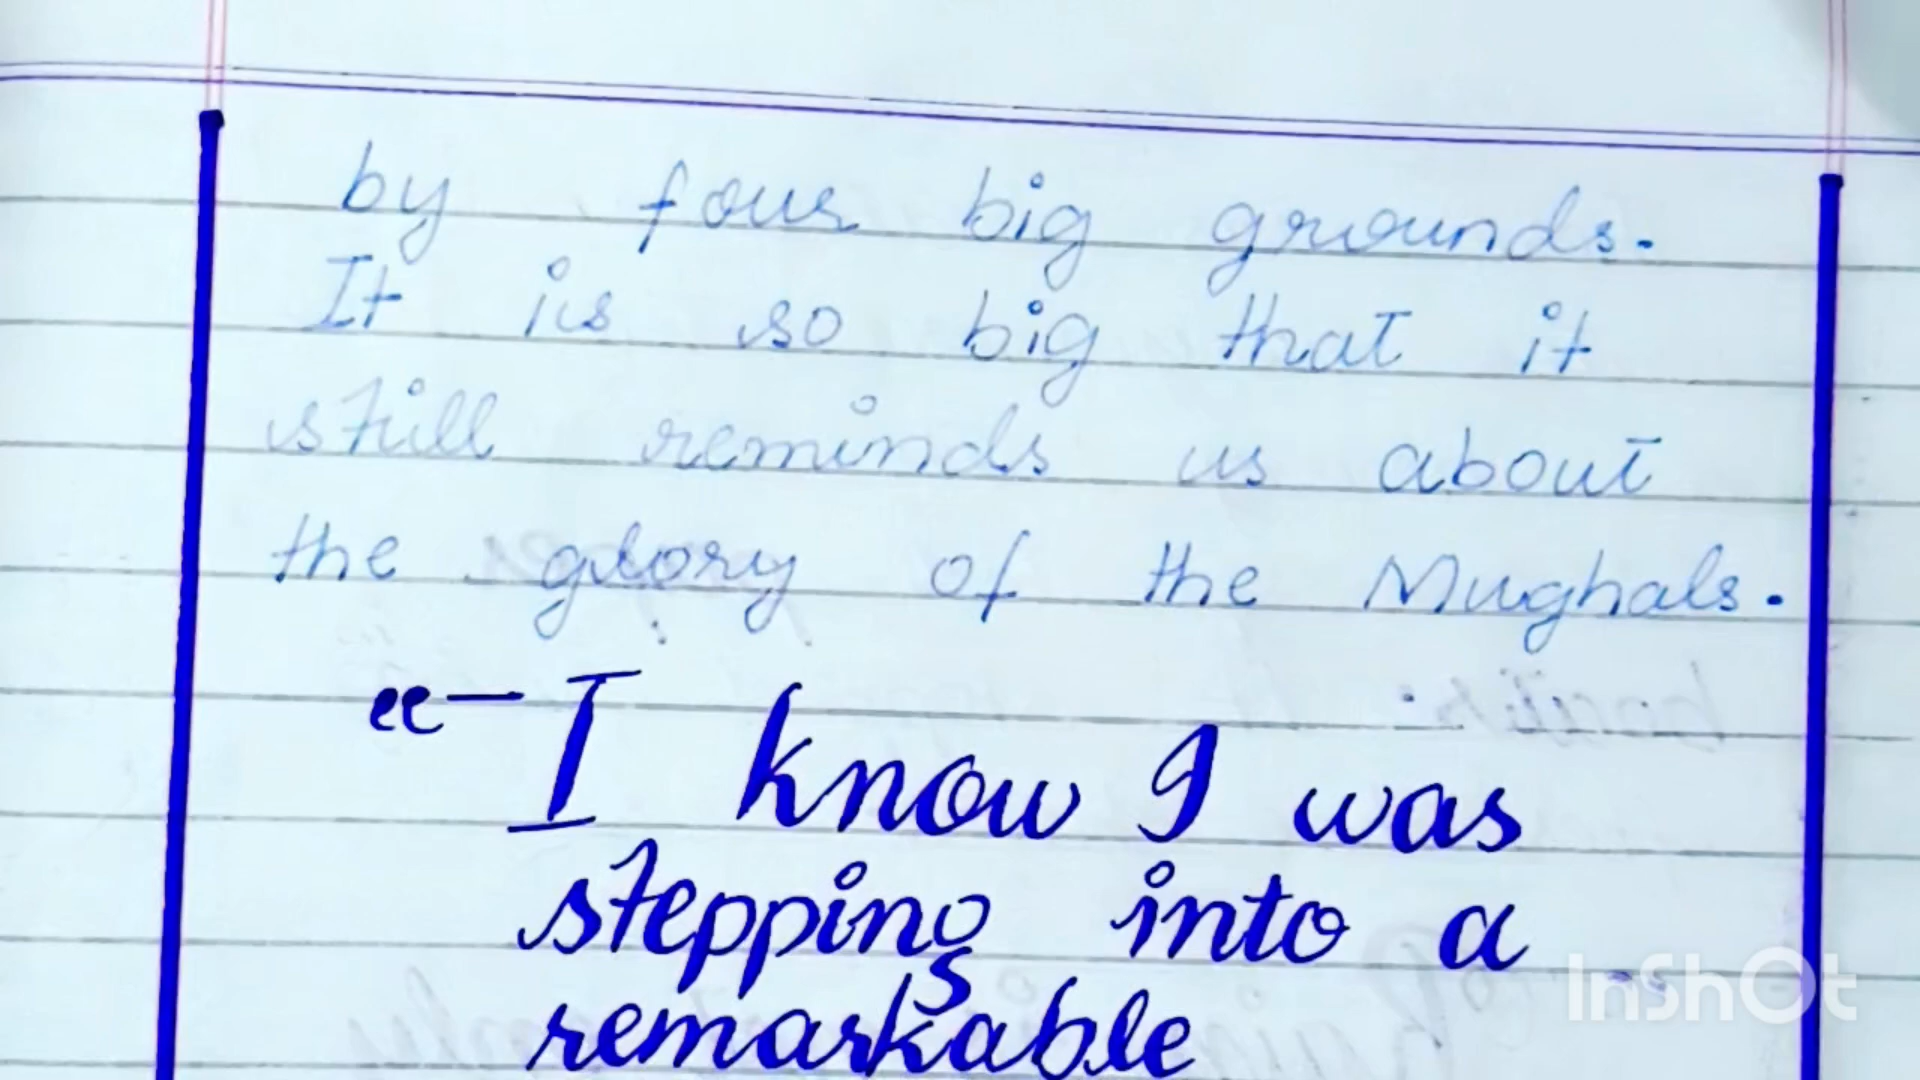 by four big grounds.
It is so big that it
still reminds us about
the glory of the Mughals.
“— I know I was
stepping into a
remarkable
InShOt